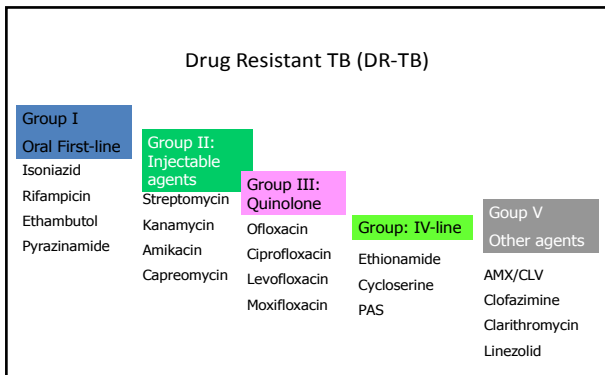 Drug Resistant TB (DR-TB)
Group I
Oral First-line
Isoniazid
Rifampicin
Ethambutol
Pyrazinamide
Group II:
Injectable
agents
Streptomycin
Kanamycin
Amikacin
Capreomycin
Group III:
Quinolone
Ofloxacin
Ciprofloxacin
Levofloxacin
Moxifloxacin
Group: IV-line
Ethionamide
Cycloserine
PAS
Goup V
Other agents
AMX/CLV
Clofazimine
Clarithromycin
Linezolid